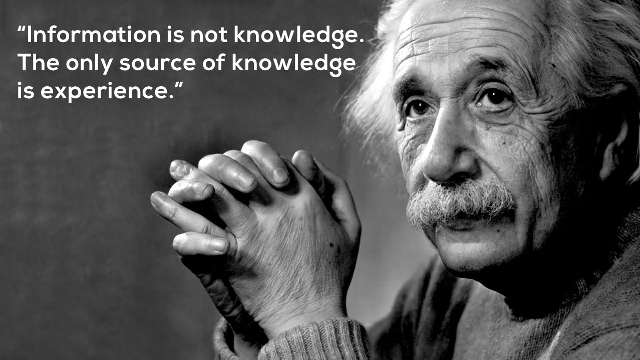 “Information is not knowledge.
The only source of knowledge
is experience.”